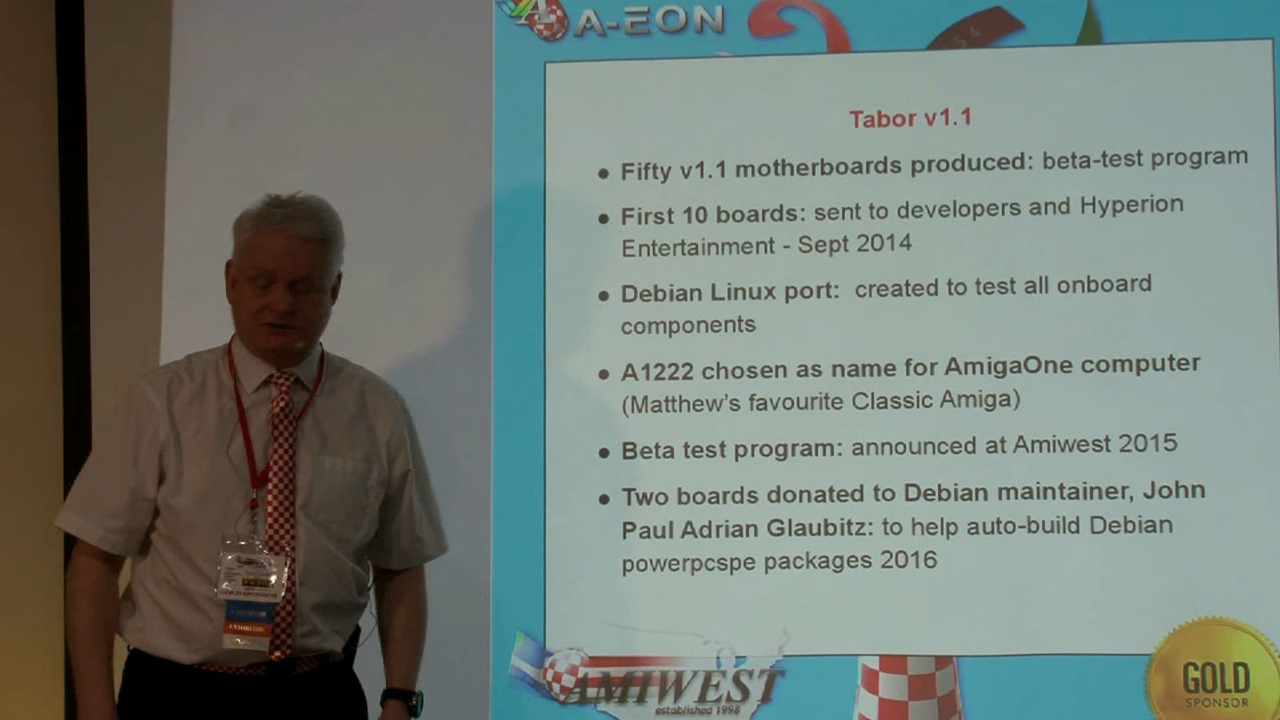 A-EON
Tabor v1.1
• Fifty v1.1 motherboards produced: beta-test program
• First 10 boards: sent to developers and Hyperion
Entertainment - Sept 2014
• Debian Linux port: created to test all onboard
components
• A1222 chosen as name for AmigaOne computer
(Matthew's favourite Classic Amiga)
• Beta test program: announced at Amiwest 2015
• Two boards donated to Debian maintainer, John
Paul Adrian Glaubitz: to help auto-build Debian
powerpcspe packages 2016
AMIWEST
established 1998
GOLD
SPONSOR